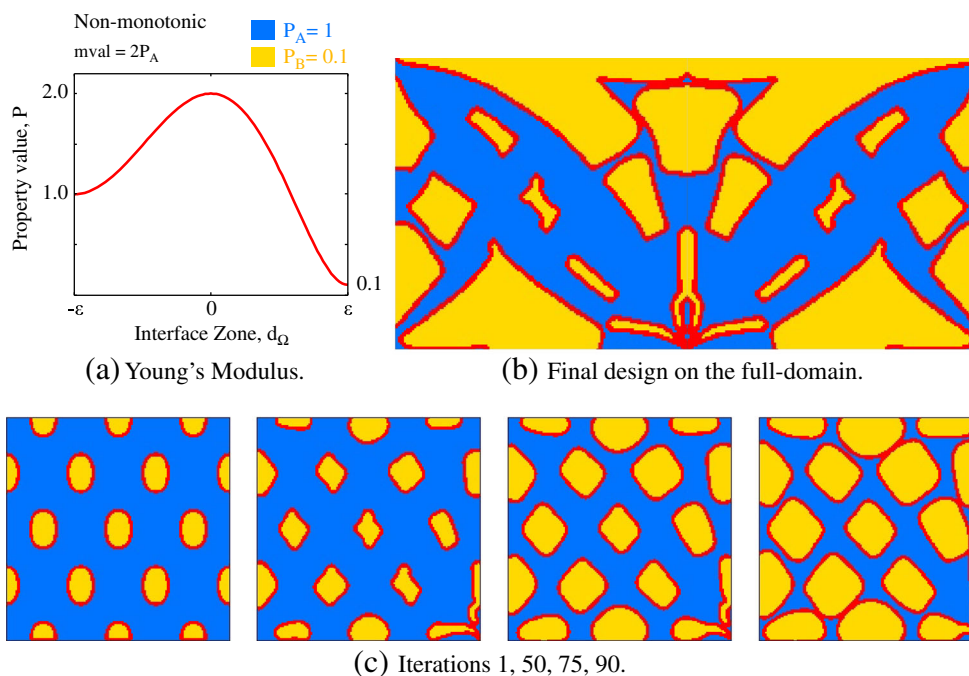 Non-monotonic
mval = 2P_A
P_A= 1
P_B= 0.1
Property value, P
2.0
1.0
0.1
-ε 0 ε
Interface Zone, d_Ω
(a) Young's Modulus.
(b) Final design on the full-domain.
(c) Iterations 1, 50, 75, 90.